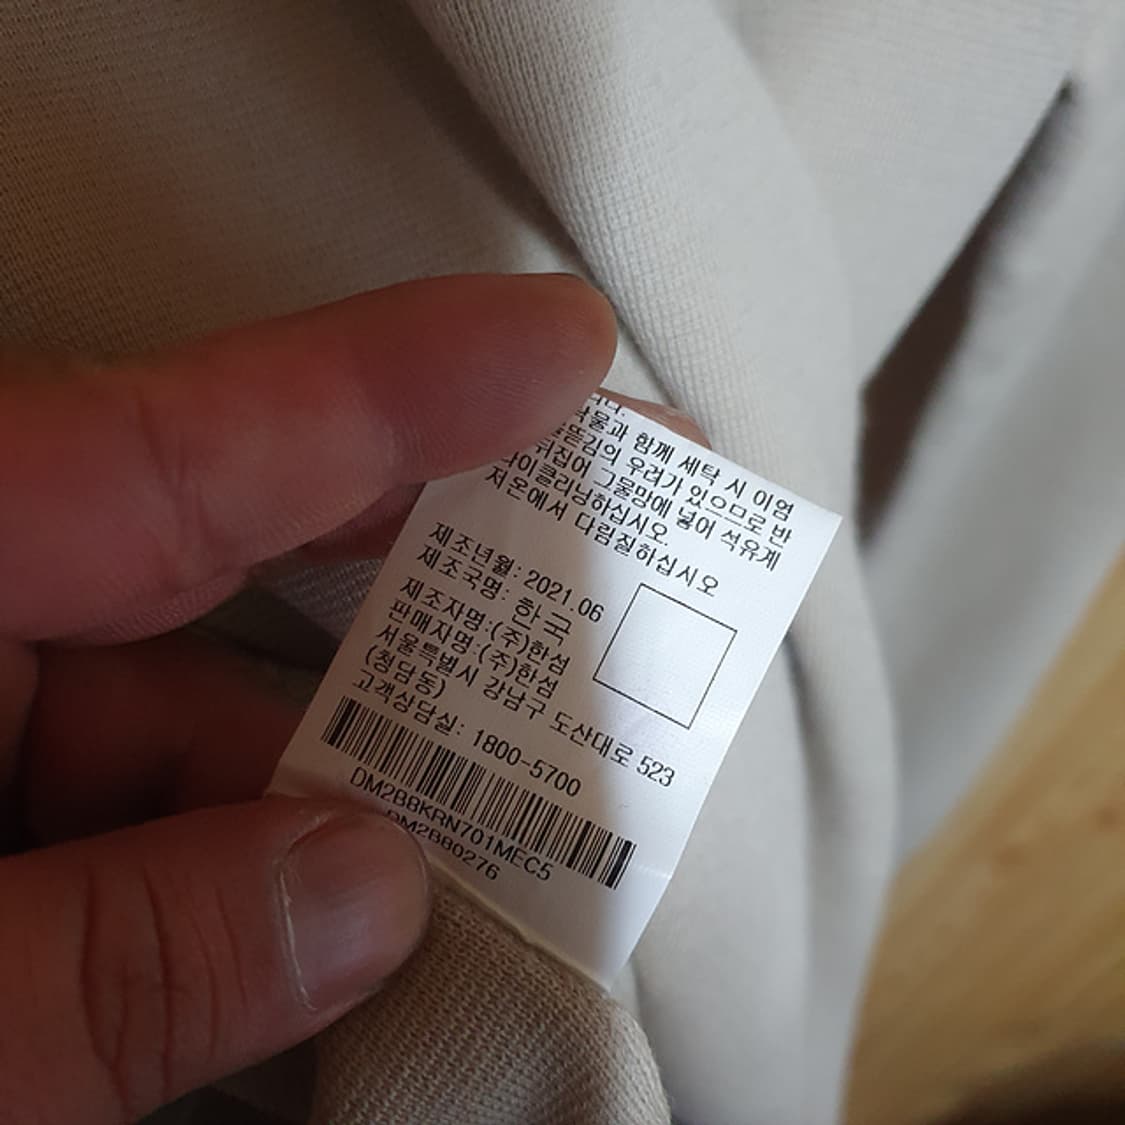 니다.
함께 세탁 시 이염
뜯김의 우려가 있으므로 반
뒤집어 그물망에 넣어 석유계
드라이클리닝하십시오
저온에서 다림질하십시오
제조년월: 2021.06
제조국명: 한국
제조자명:(주)한섬
판매자명:(주)한섬
서울특별시 강남구 도산대로 523
(청담동)
고객상담실: 1800-5700
DM2B8KRN701MEC5
DM2B80276